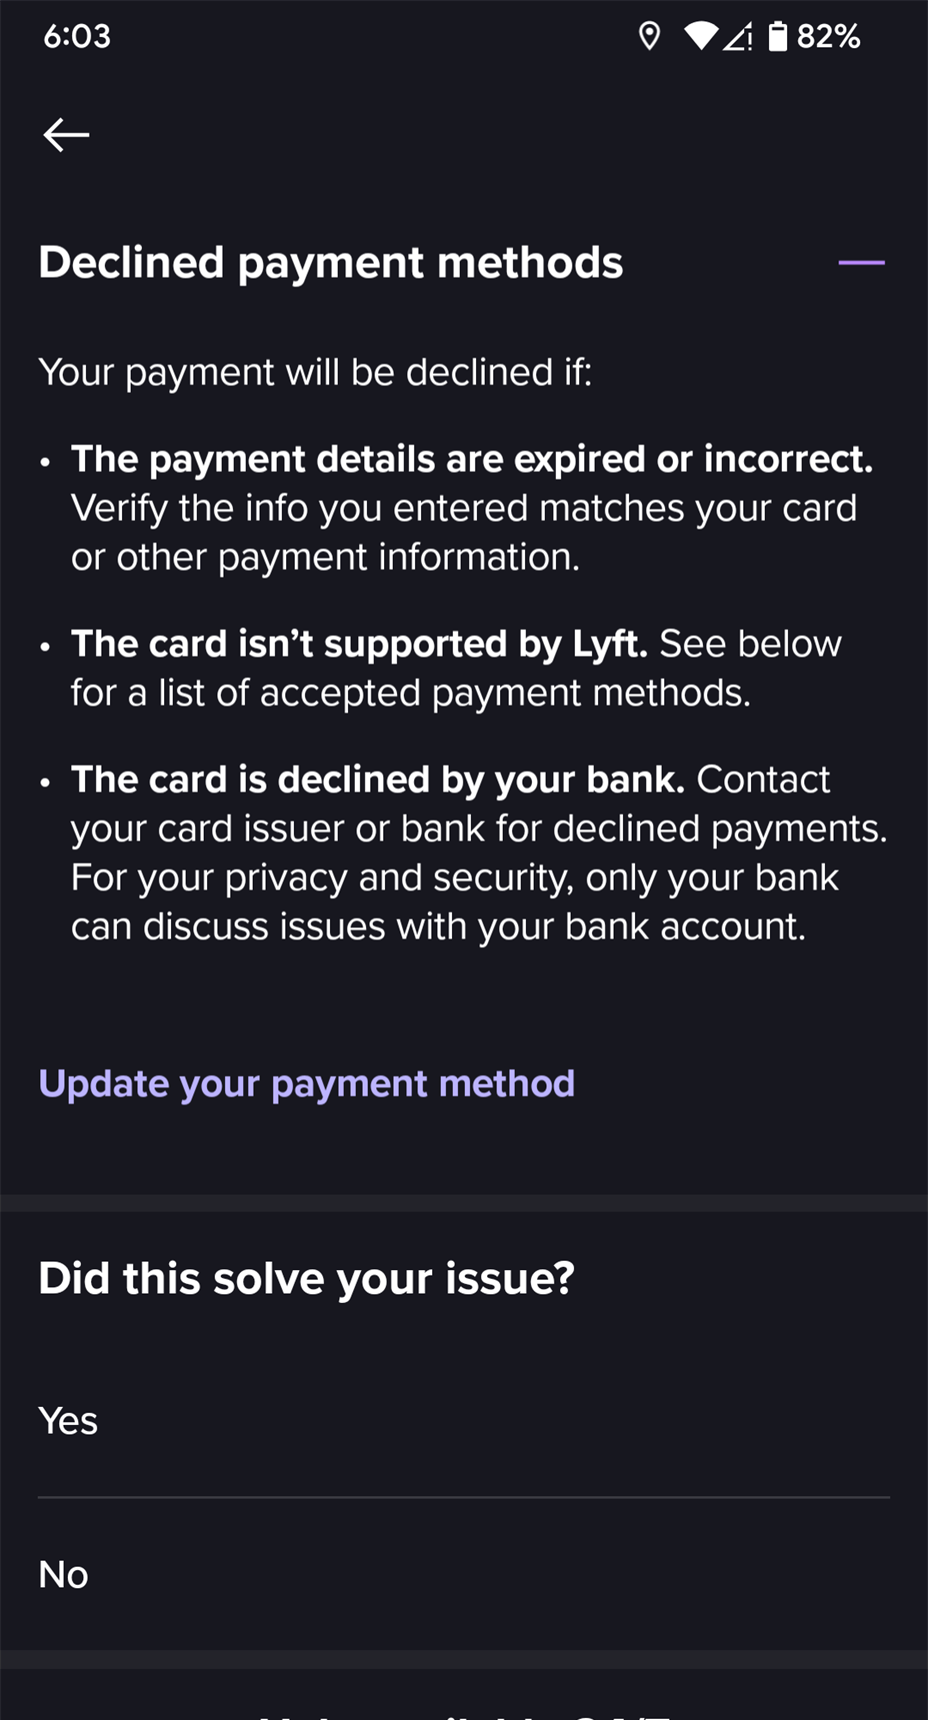 6:03
82%
Declined payment methods
Your payment will be declined if:
• The payment details are expired or incorrect.
Verify the info you entered matches your card
or other payment information.
• The card isn’t supported by Lyft. See below
for a list of accepted payment methods.
• The card is declined by your bank. Contact
your card issuer or bank for declined payments.
For your privacy and security, only your bank
can discuss issues with your bank account.
Update your payment method
Did this solve your issue?
Yes
No